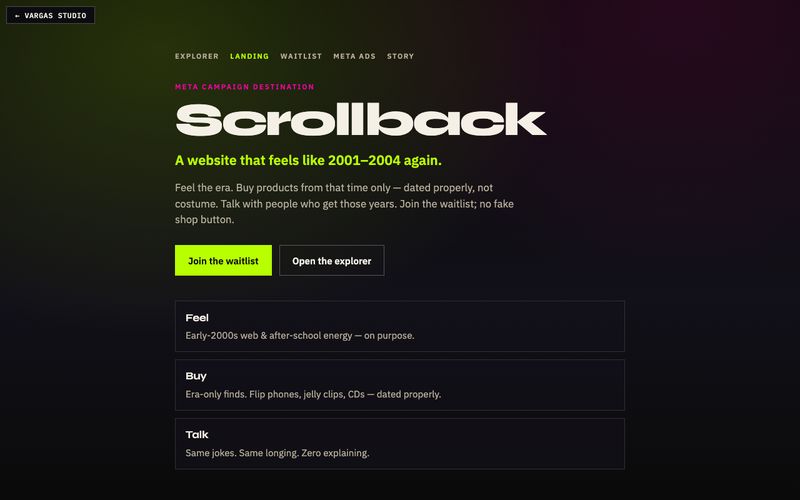 ← VARGAS STUDIO
EXPLORER LANDING WAITLIST META ADS STORY
META CAMPAIGN DESTINATION
Scrollback
A website that feels like 2001–2004 again.
Feel the era. Buy products from that time only — dated properly, not
costume. Talk with people who get those years. Join the waitlist; no fake
shop button.
Join the waitlist Open the explorer
Feel
Early-2000s web & after-school energy — on purpose.
Buy
Era-only finds. Flip phones, jelly clips, CDs — dated properly.
Talk
Same jokes. Same longing. Zero explaining.